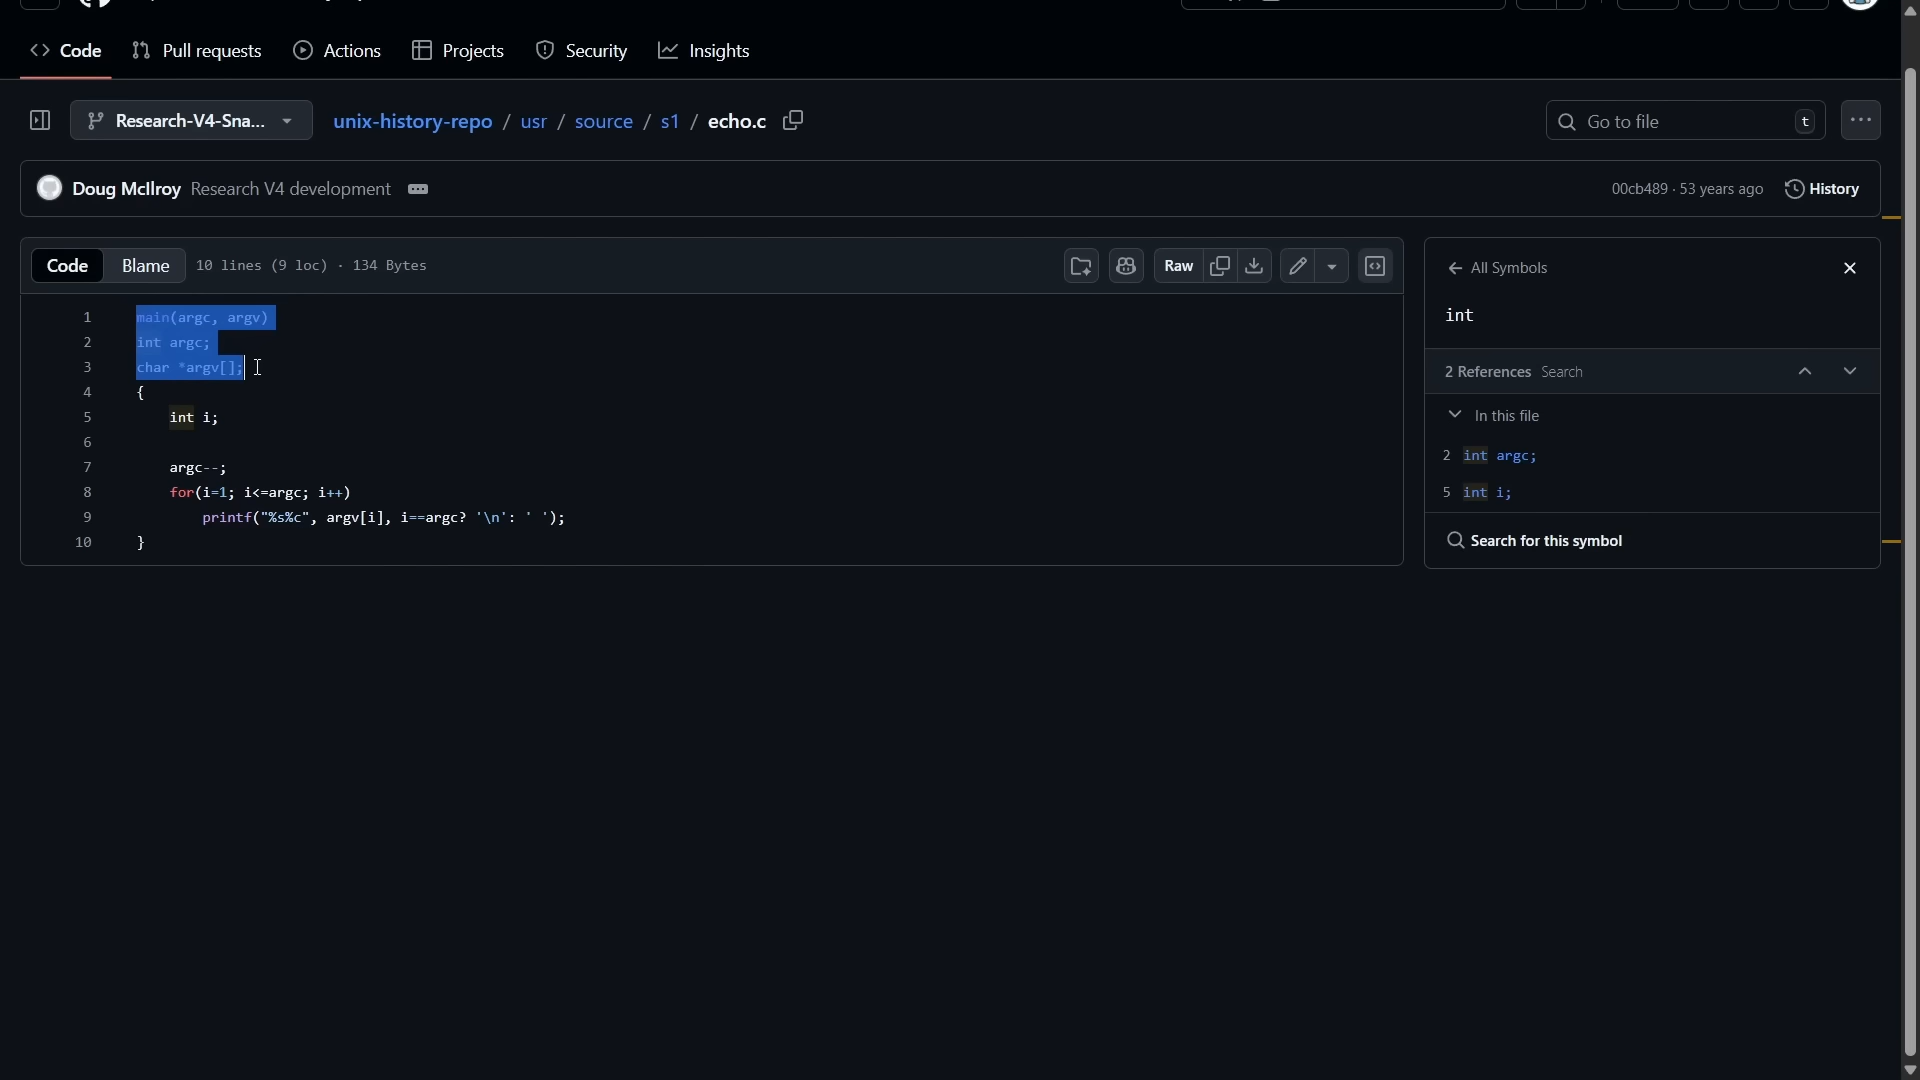 Code Pull requests Actions Projects Security Insights
Research-V4-Sna... unix-history-repo / usr / source / s1 / echo.c Go to file t
Doug McIlroy Research V4 development 00cb489 · 53 years ago History
Code Blame 10 lines (9 loc) · 134 Bytes Raw
1 main(argc, argv)
2 int argc;
3 char *argv[];
4 {
5 int i;
6
7 argc--;
8 for(i=1; i<=argc; i++)
9 printf("%s%c", argv[i], i==argc? '\n': ' ');
10 }
All Symbols
int
2 References Search
In this file
2 int argc;
5 int i;
Search for this symbol